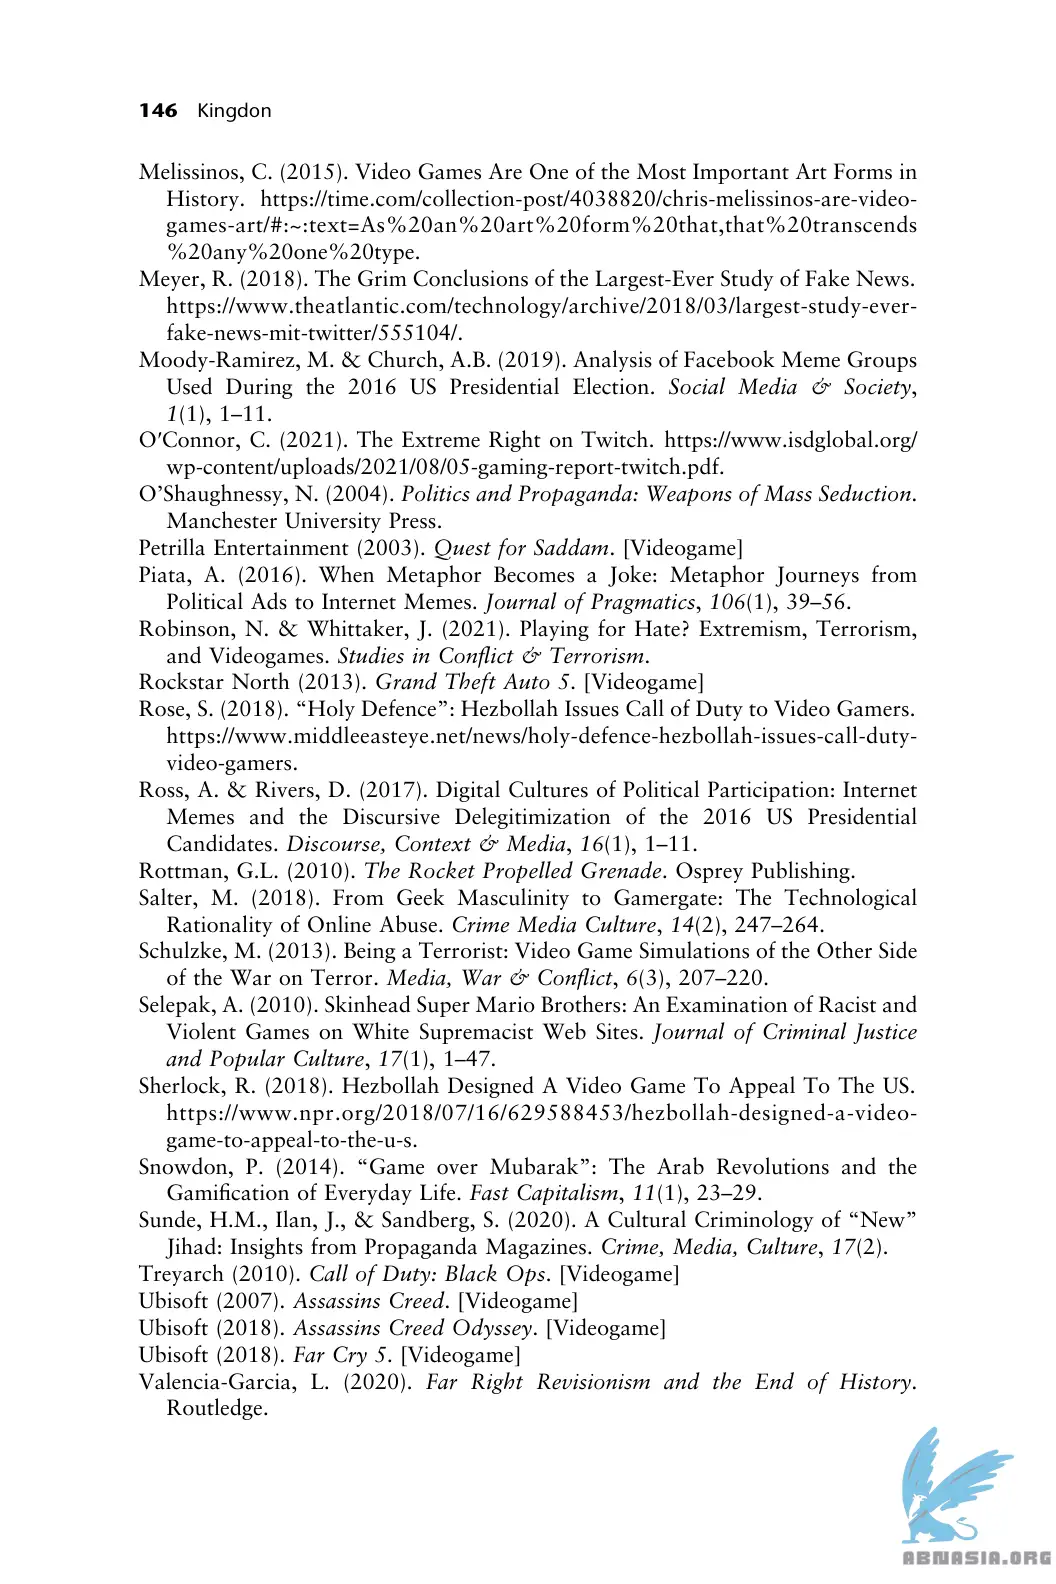 146 Kingdon
Melissinos, C. (2015). Video Games Are One of the Most Important Art Forms in
History. https://time.com/collection-post/4038820/chris-melissinos-are-video-
games-art/#:~:text=As%20an%20art%20form%20that,that%20transcends
%20any%20one%20type.
Meyer, R. (2018). The Grim Conclusions of the Largest-Ever Study of Fake News.
https://www.theatlantic.com/technology/archive/2018/03/largest-study-ever-
fake-news-mit-twitter/555104/.
Moody-Ramirez, M. & Church, A.B. (2019). Analysis of Facebook Meme Groups
Used During the 2016 US Presidential Election. Social Media & Society,
1(1), 1–11.
O′Connor, C. (2021). The Extreme Right on Twitch. https://www.isdglobal.org/
wp-content/uploads/2021/08/05-gaming-report-twitch.pdf.
O’Shaughnessy, N. (2004). Politics and Propaganda: Weapons of Mass Seduction.
Manchester University Press.
Petrilla Entertainment (2003). Quest for Saddam. [Videogame]
Piata, A. (2016). When Metaphor Becomes a Joke: Metaphor Journeys from
Political Ads to Internet Memes. Journal of Pragmatics, 106(1), 39–56.
Robinson, N. & Whittaker, J. (2021). Playing for Hate? Extremism, Terrorism,
and Videogames. Studies in Conflict & Terrorism.
Rockstar North (2013). Grand Theft Auto 5. [Videogame]
Rose, S. (2018). “Holy Defence”: Hezbollah Issues Call of Duty to Video Gamers.
https://www.middleeasteye.net/news/holy-defence-hezbollah-issues-call-duty-
video-gamers.
Ross, A. & Rivers, D. (2017). Digital Cultures of Political Participation: Internet
Memes and the Discursive Delegitimization of the 2016 US Presidential
Candidates. Discourse, Context & Media, 16(1), 1–11.
Rottman, G.L. (2010). The Rocket Propelled Grenade. Osprey Publishing.
Salter, M. (2018). From Geek Masculinity to Gamergate: The Technological
Rationality of Online Abuse. Crime Media Culture, 14(2), 247–264.
Schulzke, M. (2013). Being a Terrorist: Video Game Simulations of the Other Side
of the War on Terror. Media, War & Conflict, 6(3), 207–220.
Selepak, A. (2010). Skinhead Super Mario Brothers: An Examination of Racist and
Violent Games on White Supremacist Web Sites. Journal of Criminal Justice
and Popular Culture, 17(1), 1–47.
Sherlock, R. (2018). Hezbollah Designed A Video Game To Appeal To The US.
https://www.npr.org/2018/07/16/629588453/hezbollah-designed-a-video-
game-to-appeal-to-the-u-s.
Snowdon, P. (2014). “Game over Mubarak”: The Arab Revolutions and the
Gamification of Everyday Life. Fast Capitalism, 11(1), 23–29.
Sunde, H.M., Ilan, J., & Sandberg, S. (2020). A Cultural Criminology of “New”
Jihad: Insights from Propaganda Magazines. Crime, Media, Culture, 17(2).
Treyarch (2010). Call of Duty: Black Ops. [Videogame]
Ubisoft (2007). Assassins Creed. [Videogame]
Ubisoft (2018). Assassins Creed Odyssey. [Videogame]
Ubisoft (2018). Far Cry 5. [Videogame]
Valencia-Garcia, L. (2020). Far Right Revisionism and the End of History.
Routledge.
ABNASIA.ORG